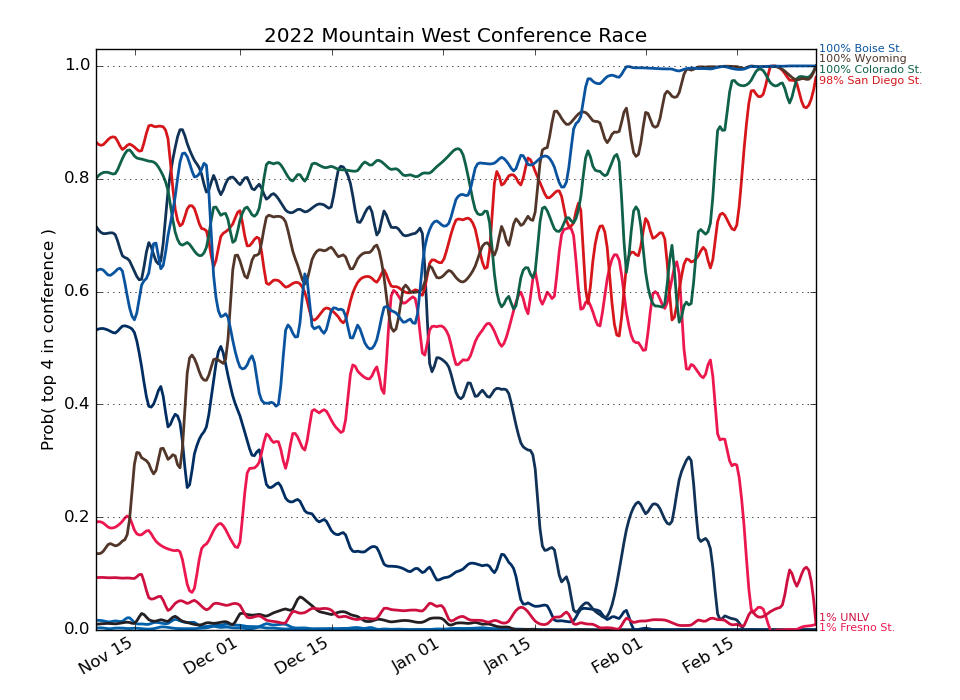 2022 Mountain West Conference Race
100% Boise St.
100% Wyoming
100% Colorado St.
98% San Diego St.
1.0
0.8
0.6
0.4
0.2
0.0
Prob( top 4 in conference )
1% UNLV
1% Fresno St.
Nov 15
Dec 01
Dec 15
Jan 01
Jan 15
Feb 01
Feb 15